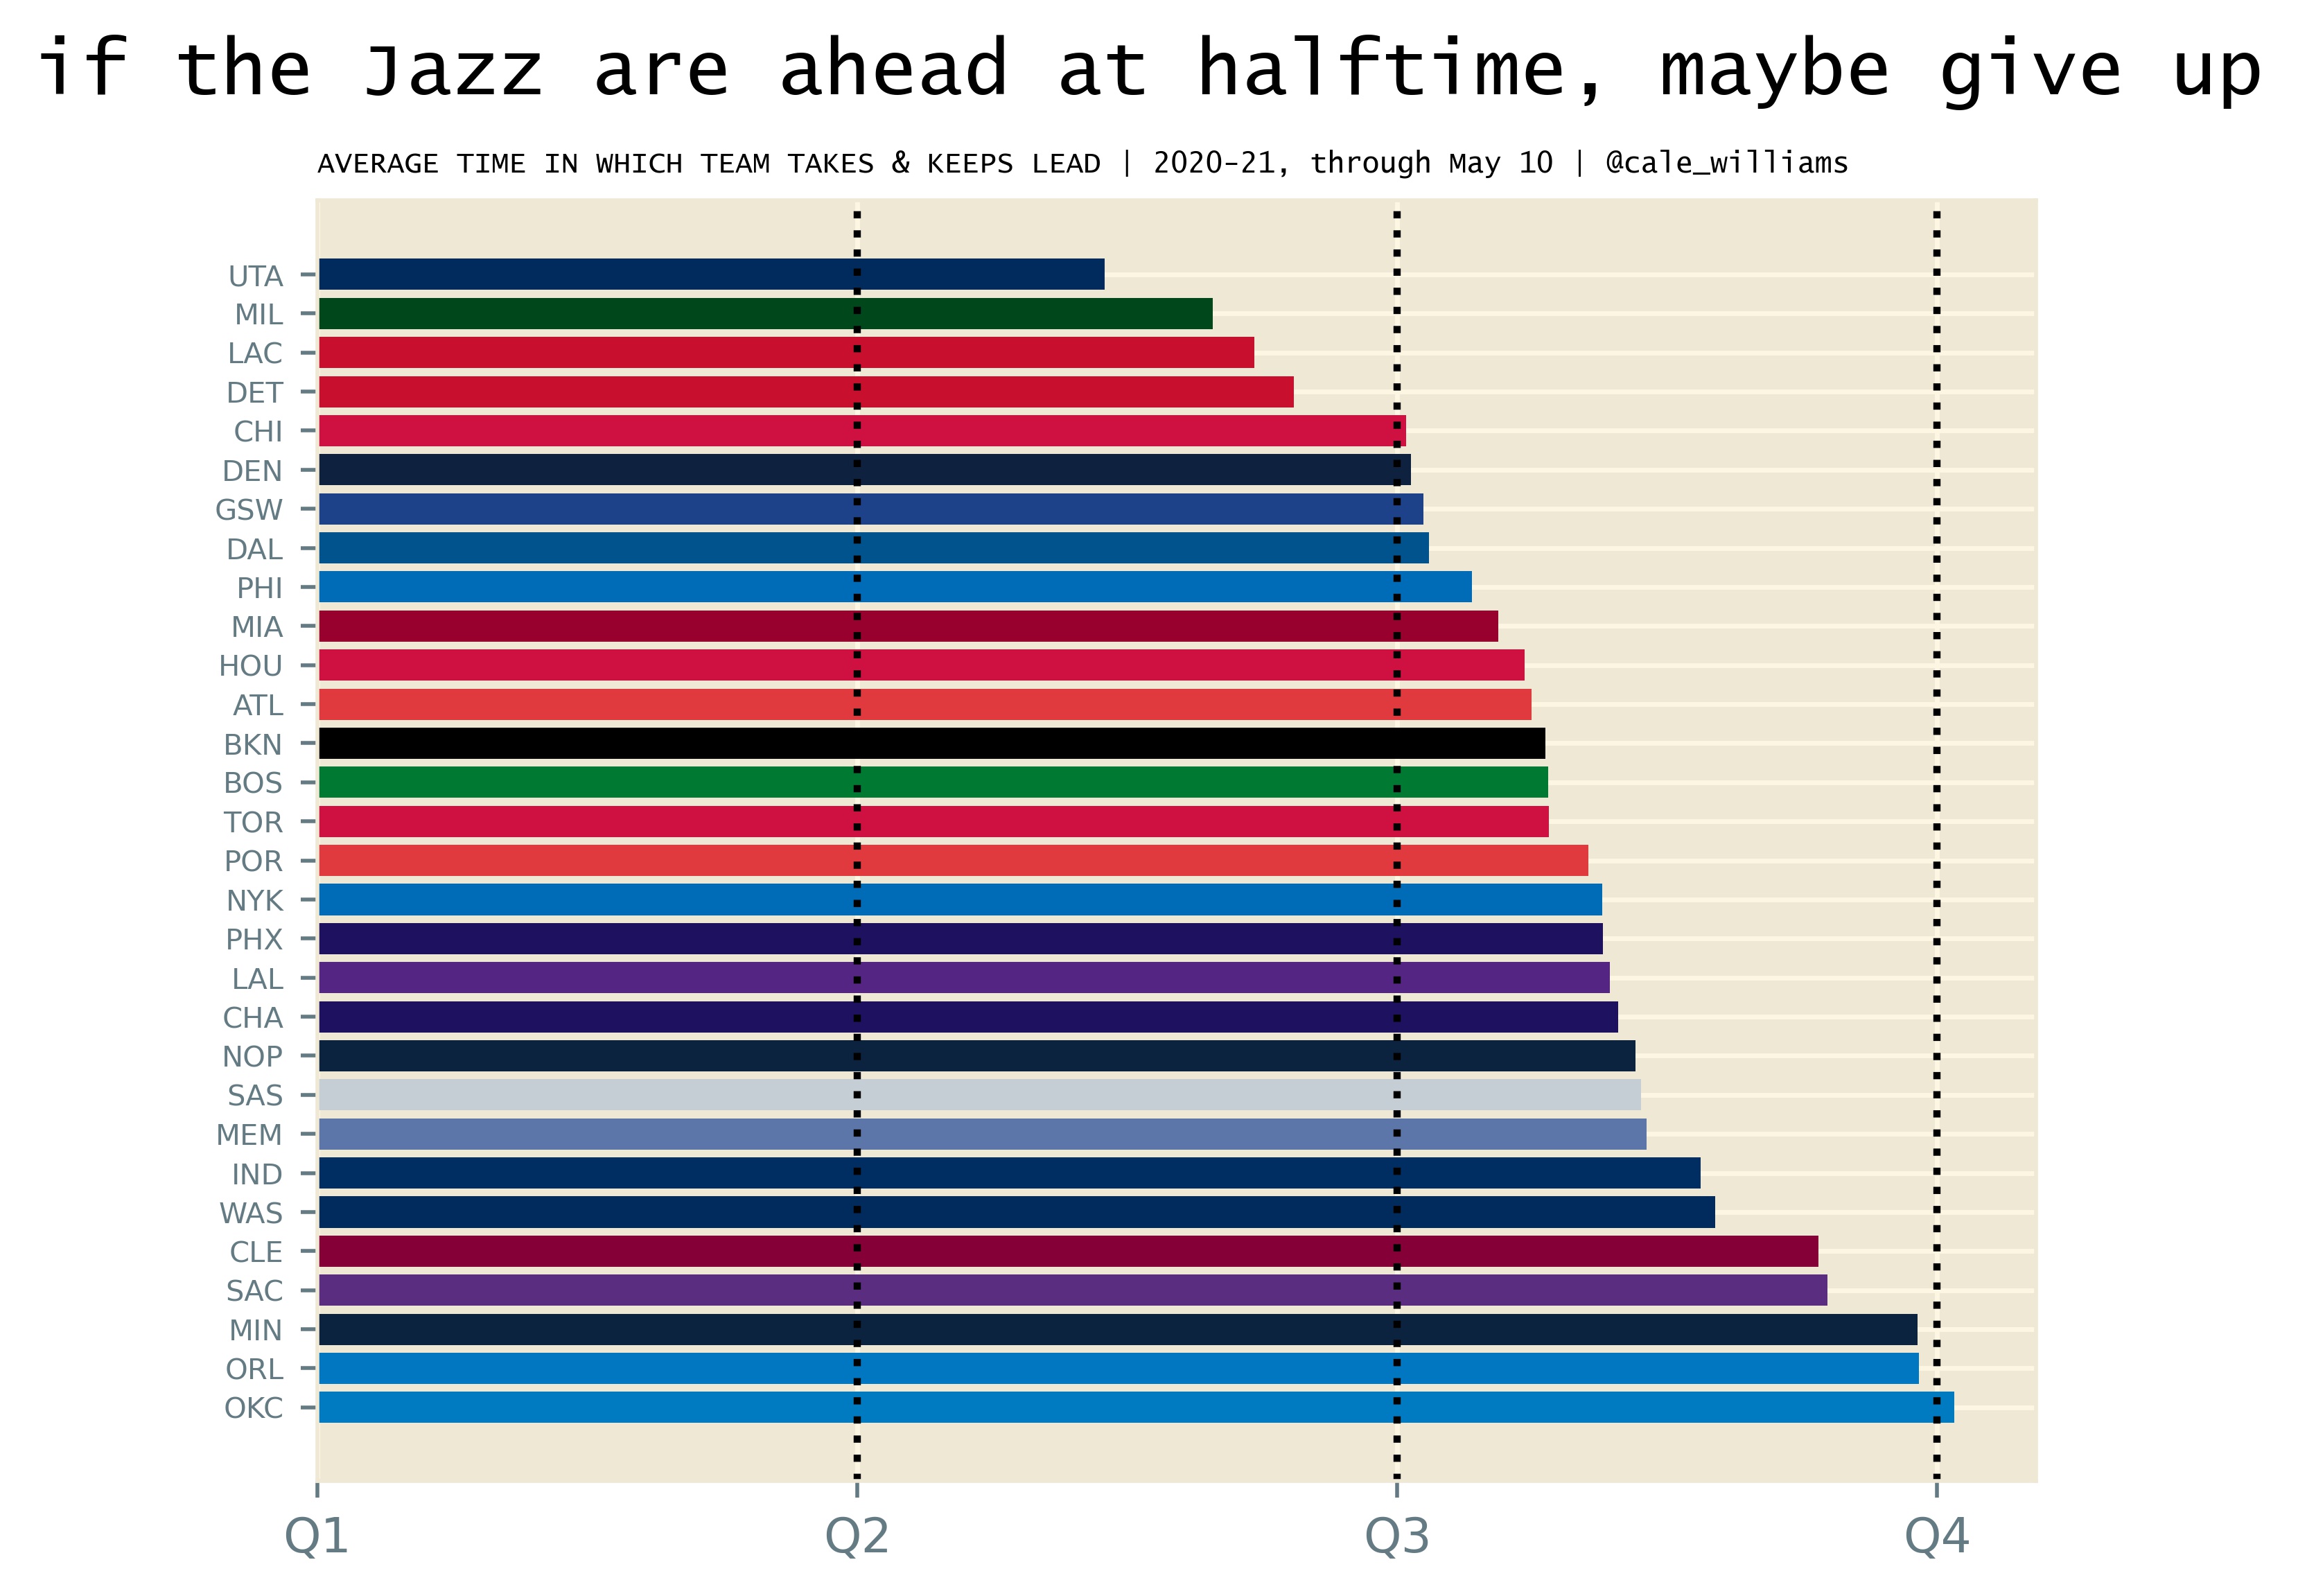 if the Jazz are ahead at halftime, maybe give up
AVERAGE TIME IN WHICH TEAM TAKES & KEEPS LEAD | 2020-21, through May 10 | @cale_williams
UTA
MIL
LAC
DET
CHI
DEN
GSW
DAL
PHI
MIA
HOU
ATL
BKN
BOS
TOR
POR
NYK
PHX
LAL
CHA
NOP
SAS
MEM
IND
WAS
CLE
SAC
MIN
ORL
OKC
Q1 Q2 Q3 Q4